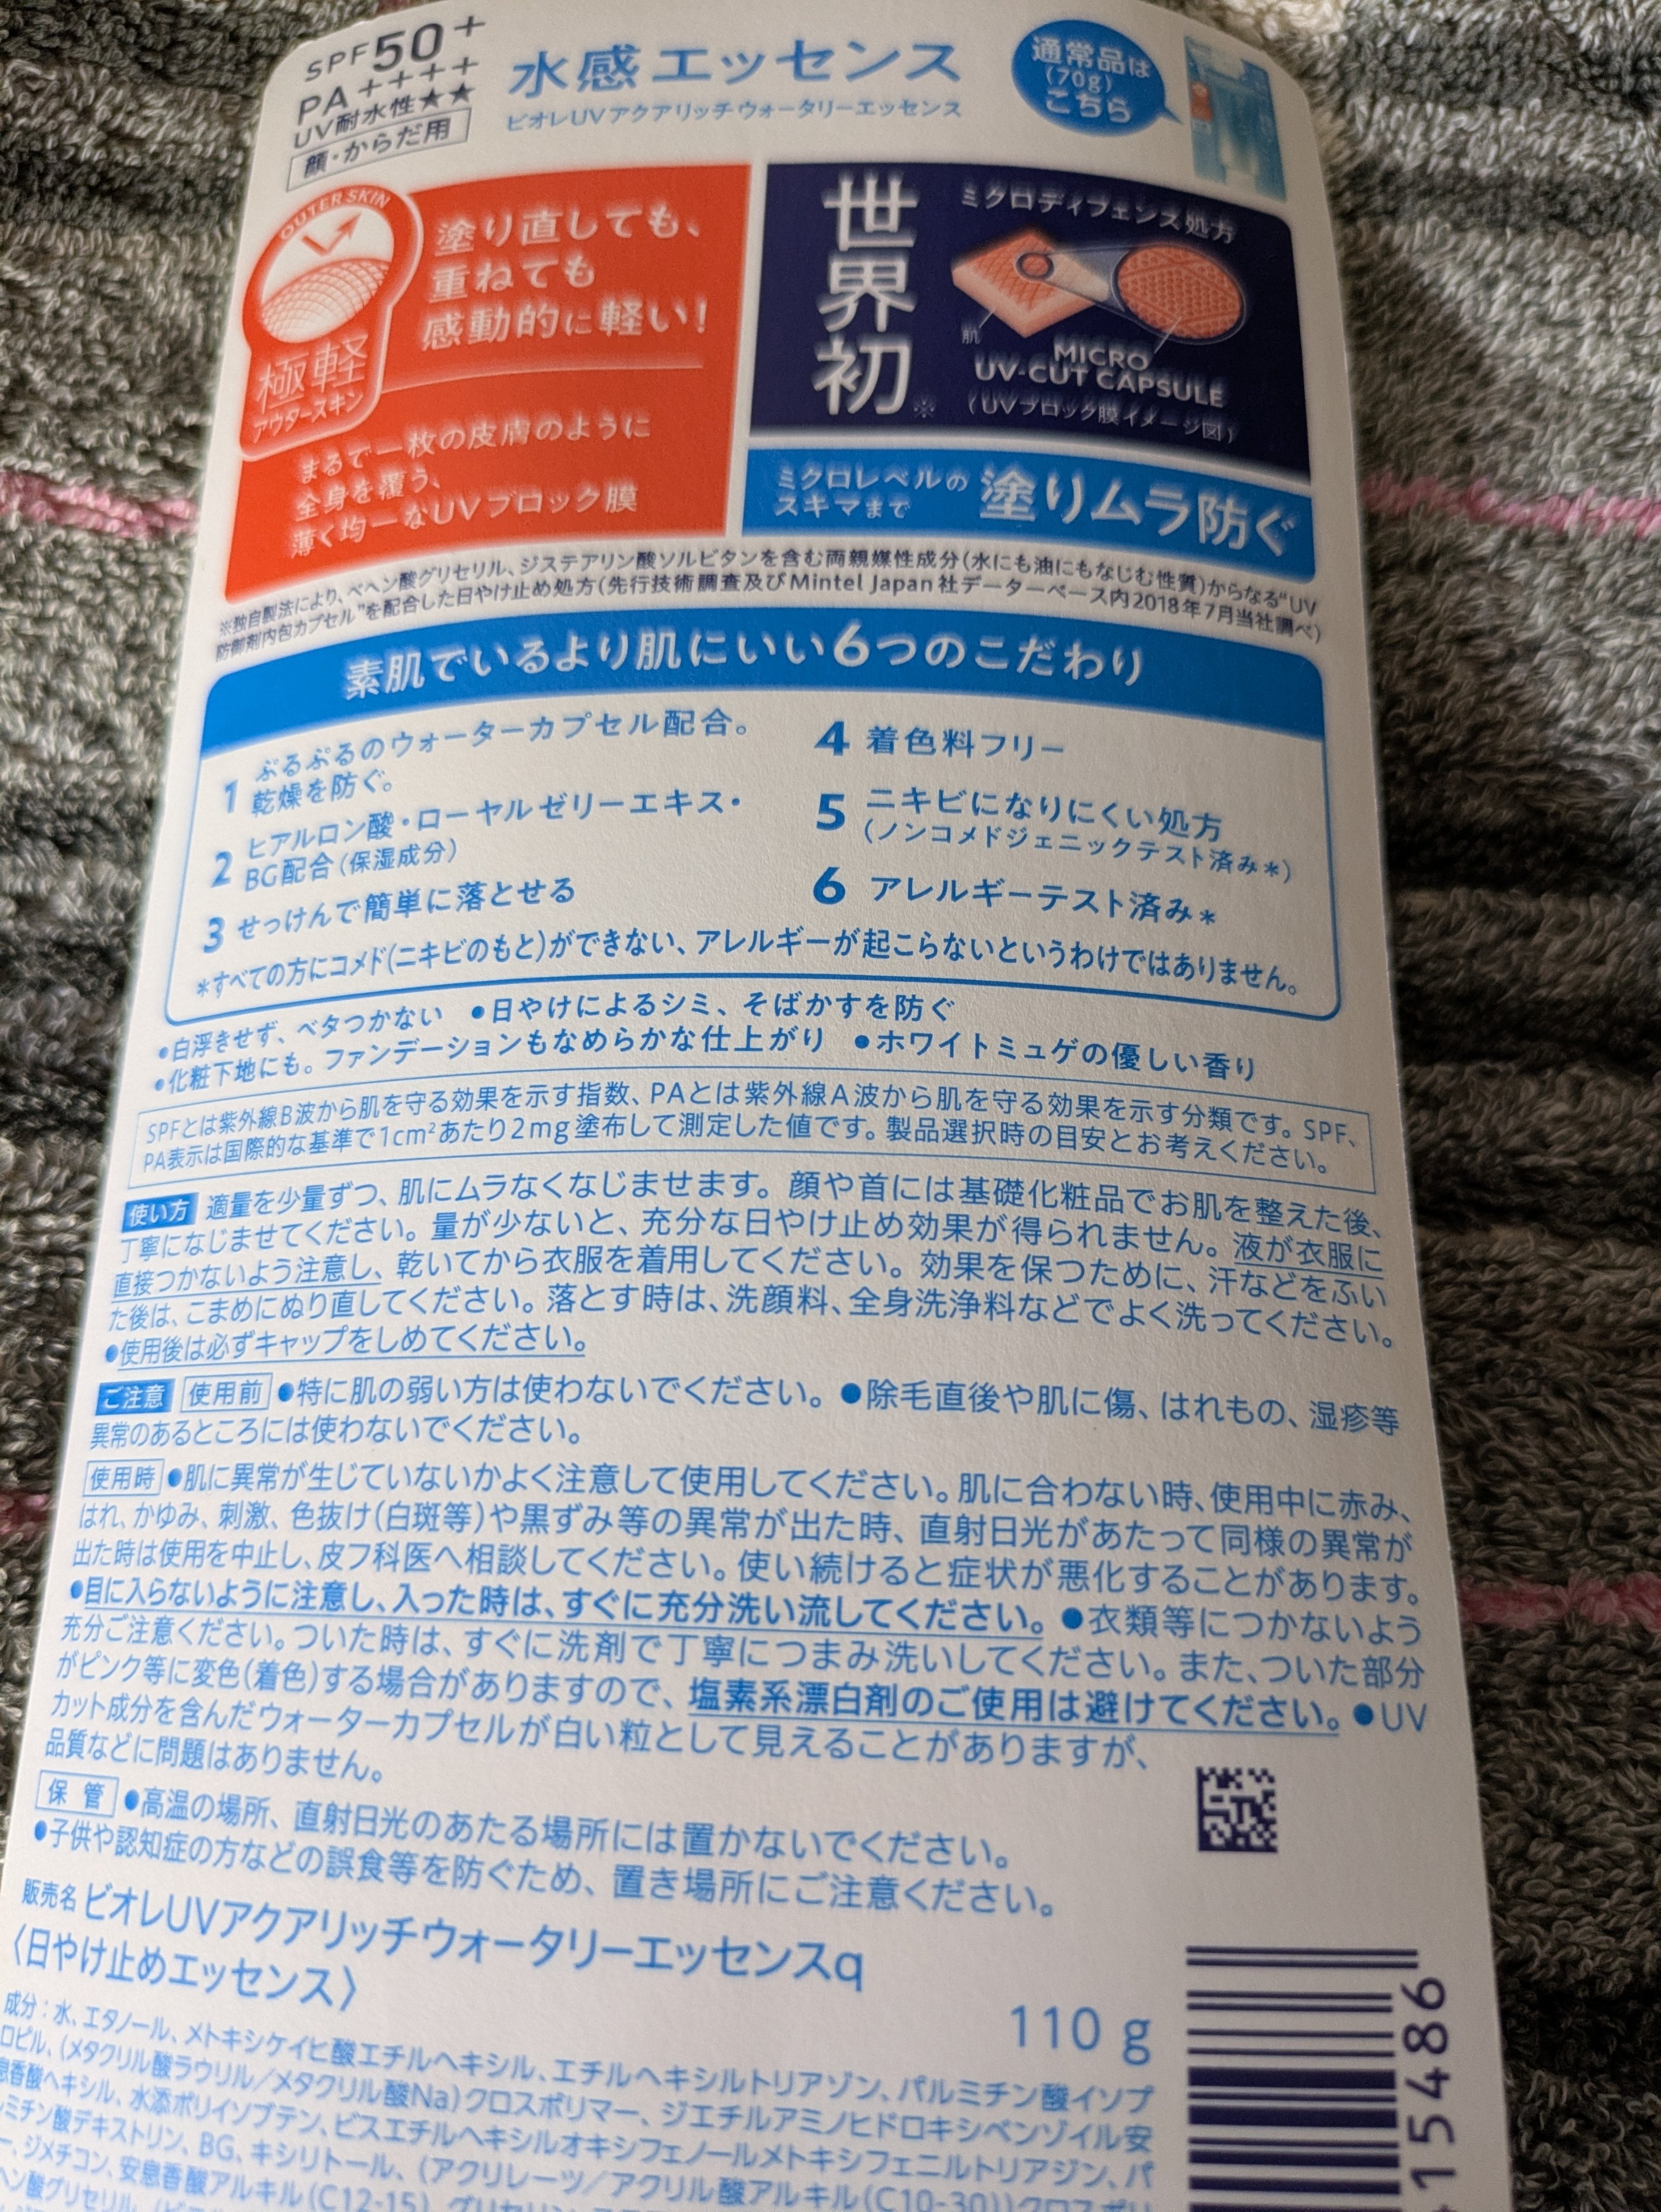 SPF50+
PA++++
UV耐水性★★
顔・からだ用
水感エッセンス
ビオレUVアクアリッチウォータリーエッセンス
通常品は
(70g)
こちら
OUTER SKIN
極軽
アウタースキン
塗り直しても、
重ねても
感動的に軽い!
まるで一枚の皮膚のように
全身を覆う、
薄く均一なUVブロック膜
世界初※
ミクロディフェンス処方
肌
MICRO
UV-CUT CAPSULE
(UVブロック膜イメージ図)
ミクロレベルの
スキマまで
塗りムラ防ぐ
※独自製法により、ベヘン酸グリセリル、ジステアリン酸ソルビタンを含む両親媒性成分(水にも油にもなじむ性質)からなる“UV
防御剤内包カプセル”を配合した日やけ止め処方(先行技術調査及びMintel Japan社データーベース内2018年7月当社調べ)
素肌でいるより肌にいい6つのこだわり
1 ぷるぷるのウォーターカプセル配合。
乾燥を防ぐ。
2 ヒアルロン酸・ローヤルゼリーエキス・
BG配合(保湿成分)
3 せっけんで簡単に落とせる
4 着色料フリー
5 ニキビになりにくい処方
(ノンコメドジェニックテスト済み*)
6 アレルギーテスト済み*
*すべての方にコメド(ニキビのもと)ができない、アレルギーが起こらないというわけではありません。
●白浮きせず、ベタつかない ●日やけによるシミ、そばかすを防ぐ
●化粧下地にも。ファンデーションもなめらかな仕上がり ●ホワイトミュゲの優しい香り
SPFとは紫外線B波から肌を守る効果を示す指数、PAとは紫外線A波から肌を守る効果を示す分類です。SPF、
PA表示は国際的な基準で1cm²あたり2mg塗布して測定した値です。製品選択時の目安とお考えください。
使い方 適量を少量ずつ、肌にムラなくなじませます。顔や首には基礎化粧品でお肌を整えた後、
丁寧になじませてください。量が少ないと、充分な日やけ止め効果が得られません。液が衣服に
直接つかないよう注意し、乾いてから衣服を着用してください。効果を保つために、汗などをふい
た後は、こまめにぬり直してください。落とす時は、洗顔料、全身洗浄料などでよく洗ってください。
●使用後は必ずキャップをしめてください。
ご注意 使用前 ●特に肌の弱い方は使わないでください。●除毛直後や肌に傷、はれもの、湿疹等
異常のあるところには使わないでください。
使用時 ●肌に異常が生じていないかよく注意して使用してください。肌に合わない時、使用中に赤み、
はれ、かゆみ、刺激、色抜け(白斑等)や黒ずみ等の異常が出た時、直射日光があたって同様の異常が
出た時は使用を中止し、皮フ科医へ相談してください。使い続けると症状が悪化することがあります。
●目に入らないように注意し、入った時は、すぐに充分洗い流してください。●衣類等につかないよう
充分ご注意ください。ついた時は、すぐに洗剤で丁寧につまみ洗いしてください。また、ついた部分
がピンク等に変色(着色)する場合がありますので、塩素系漂白剤のご使用は避けてください。●UV
カット成分を含んだウォーターカプセルが白い粒として見えることがありますが、
品質などに問題はありません。
保管 ●高温の場所、直射日光のあたる場所には置かないでください。
●子供や認知症の方などの誤食等を防ぐため、置き場所にご注意ください。
販売名 ビオレUVアクアリッチウォータリーエッセンスq
〈日やけ止めエッセンス〉
110 g
成分:水、エタノール、メトキシケイヒ酸エチルヘキシル、エチルヘキシルトリアゾン、パルミチン酸イソプ
ロピル、(メタクリル酸ラウリル/メタクリル酸Na)クロスポリマー、ジエチルアミノヒドロキシベンゾイル安
息香酸ヘキシル、水添ポリイソブテン、ビスエチルヘキシルオキシフェノールメトキシフェニルトリアジン、パ
ルミチン酸デキストリン、BG、キシリトール、(アクリレーツ/アクリル酸アルキル(C10-30))クロスポリ
ー、ジメチコン、安息香酸アルキル(C12-15)、グリセリン
ヘン酸グリセリル
15486